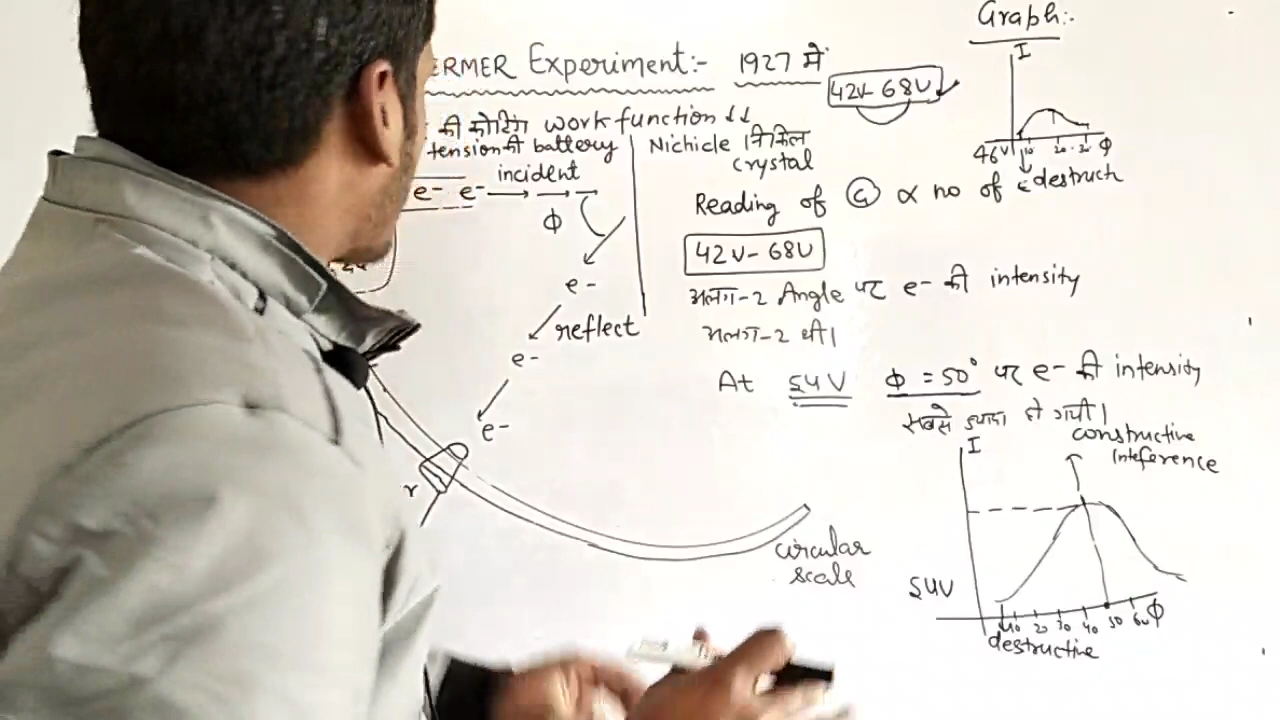 ERMER Experiment:- 1927 में
42V-68V
की कोटिंग work function ↓↓
tension की battery
e- e- incident
Φ
e-
reflect
e-
e-
r
circular
scale
Nichicle निकिल
crystal
Reading of G ∝ no of e
42V-68V
अलग-2 Angle पर e- की intensity
अलग-2 थी।
At 54V Φ = 50° पर e- की intensity
सबसे ज्यादा हो गयी।
Graph:-
I
46V 10 20 30 Φ
destruct
I
constructive
Inteference
54V
10 20 30 40 50 60 Φ
destructive